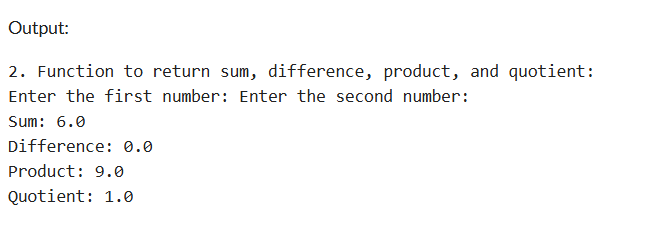 Output:
2. Function to return sum, difference, product, and quotient:
Enter the first number: Enter the second number:
Sum: 6.0
Difference: 0.0
Product: 9.0
Quotient: 1.0